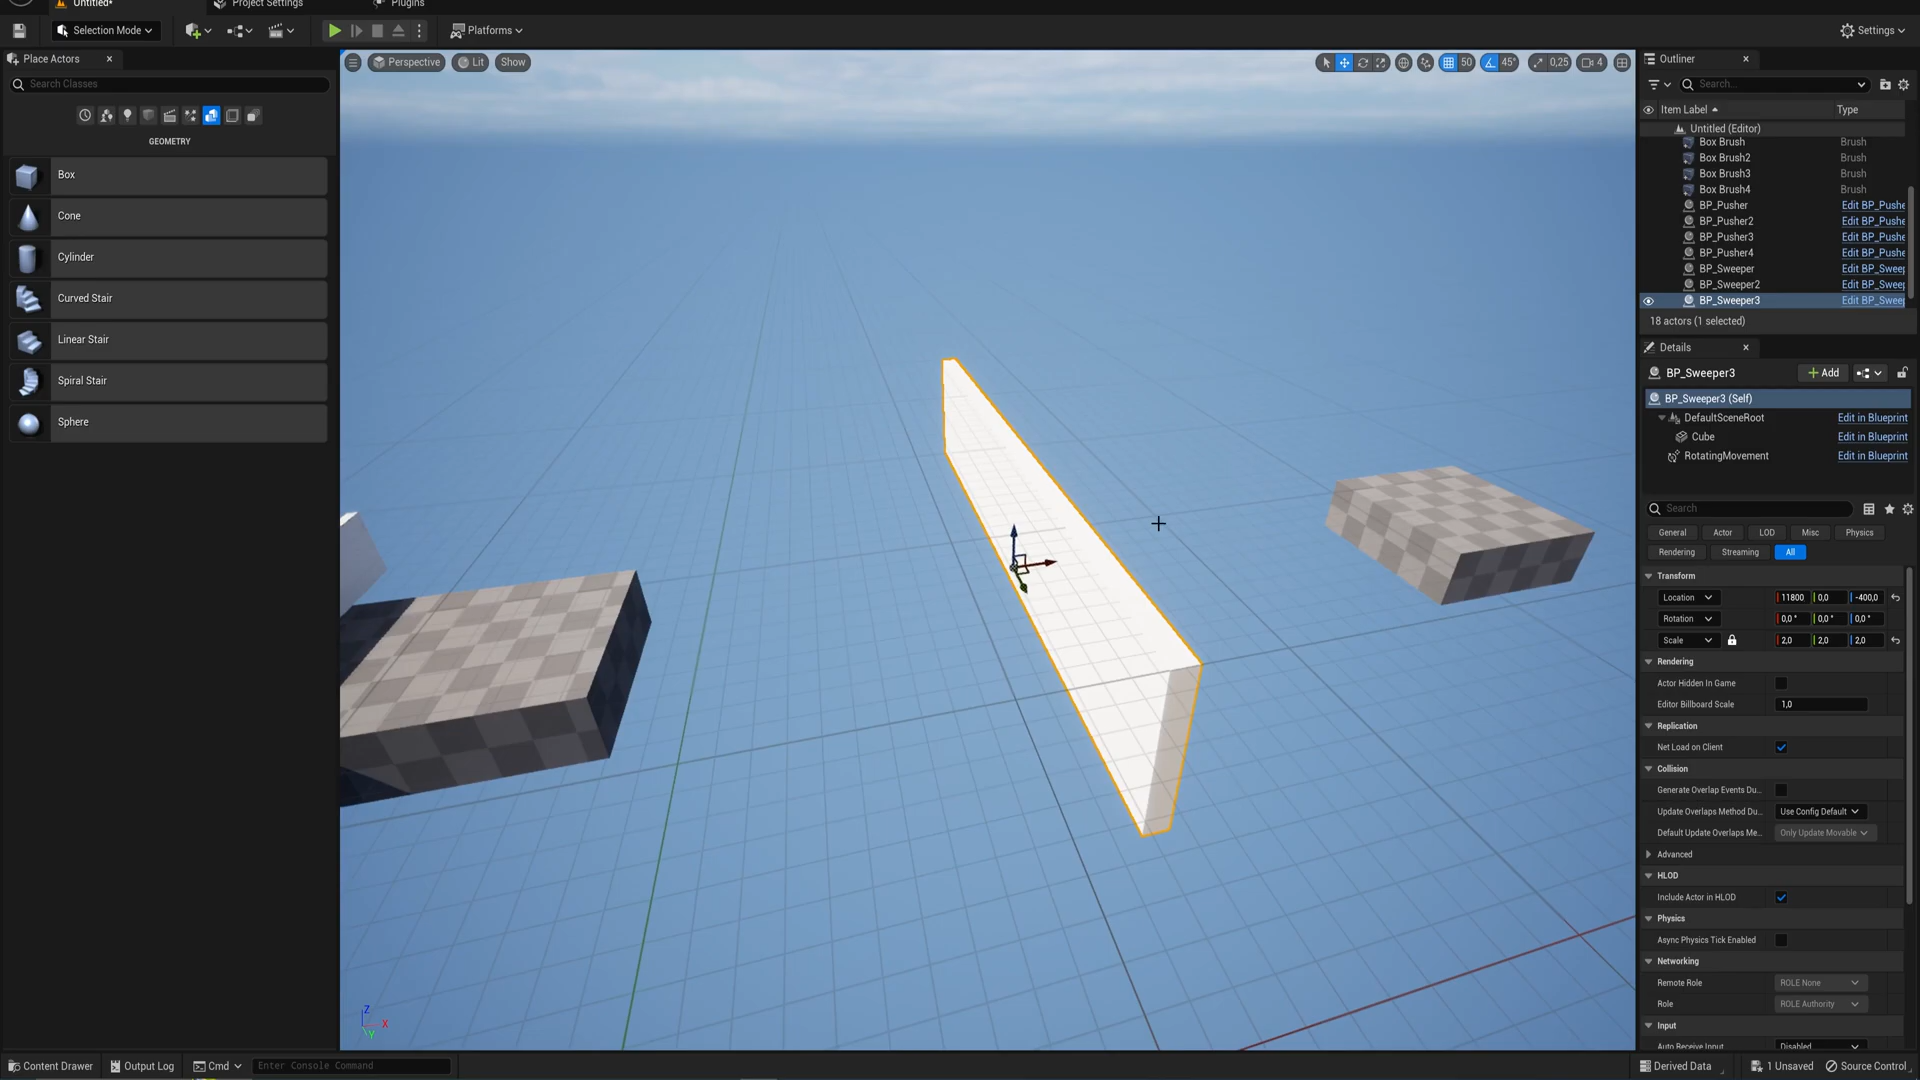 Untitled*
Project Settings
Plugins
Selection Mode
Platforms
Settings
Place Actors
Search Classes
GEOMETRY
Box
Cone
Cylinder
Curved Stair
Linear Stair
Spiral Stair
Sphere
Perspective
Lit
Show
50
45°
0,25
4
Outliner
Search...
Item Label
Type
Untitled (Editor)
Box Brush Brush
Box Brush2 Brush
Box Brush3 Brush
Box Brush4 Brush
BP_Pusher Edit BP_Pushe
BP_Pusher2 Edit BP_Pushe
BP_Pusher3 Edit BP_Pushe
BP_Pusher4 Edit BP_Pushe
BP_Sweeper Edit BP_Sweep
BP_Sweeper2 Edit BP_Sweep
BP_Sweeper3 Edit BP_Sweep
18 actors (1 selected)
Details
BP_Sweeper3
+ Add
BP_Sweeper3 (Self)
DefaultSceneRoot Edit in Blueprint
Cube Edit in Blueprint
RotatingMovement Edit in Blueprint
Search
General Actor LOD Misc Physics
Rendering Streaming All
Transform
Location 11800 0,0 -400,0
Rotation 0,0 ° 0,0 ° 0,0 °
Scale 2,0 2,0 2,0
Rendering
Actor Hidden In Game
Editor Billboard Scale 1,0
Replication
Net Load on Client
Collision
Generate Overlap Events Du...
Update Overlaps Method Du... Use Config Default
Default Update Overlaps Me... Only Update Movable
Advanced
HLOD
Include Actor in HLOD
Physics
Async Physics Tick Enabled
Networking
Remote Role ROLE None
Role ROLE Authority
Input
Auto Receive Input Disabled
Z
X
Y
Content Drawer
Output Log
Cmd
Enter Console Command
Derived Data
1 Unsaved
Source Control